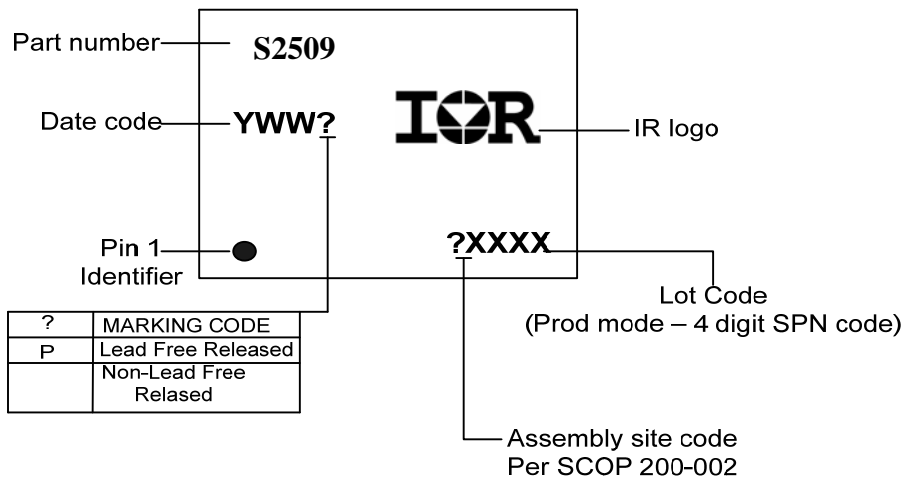 Part number
S2509
Date code
YWW?
IOR
IR logo
Pin 1
Identifier
?XXXX
Lot Code
(Prod mode – 4 digit SPN code)
? MARKING CODE
P Lead Free Released
Non-Lead Free
Relased
Assembly site code
Per SCOP 200-002